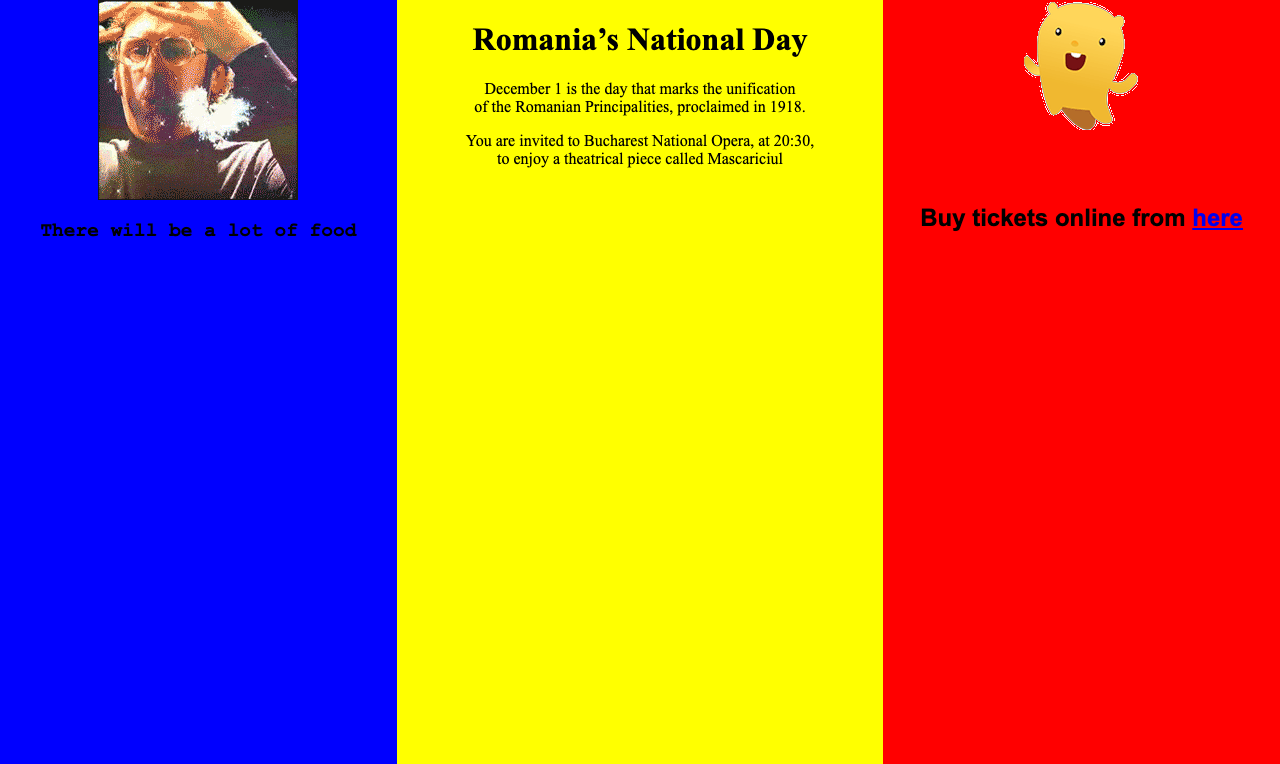 There will be a lot of food
Romania’s National Day
December 1 is the day that marks the unification
of the Romanian Principalities, proclaimed in 1918.
You are invited to Bucharest National Opera, at 20:30,
to enjoy a theatrical piece called Mascariciul
Buy tickets online from here